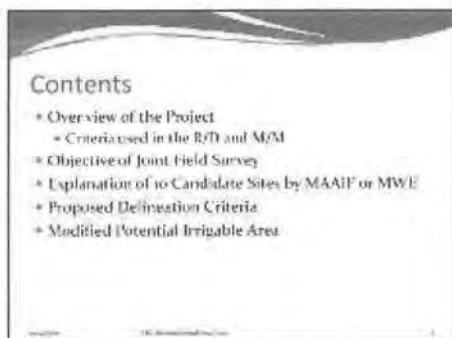 Contents
• Over view of the Project
• Criteria used in the R/D and M/M
• Objective of Joint Field Survey
• Explanation of 10 Candidate Sites by MAAIF or MWE
• Proposed Delineation Criteria
• Modified Potential Irrigable Area